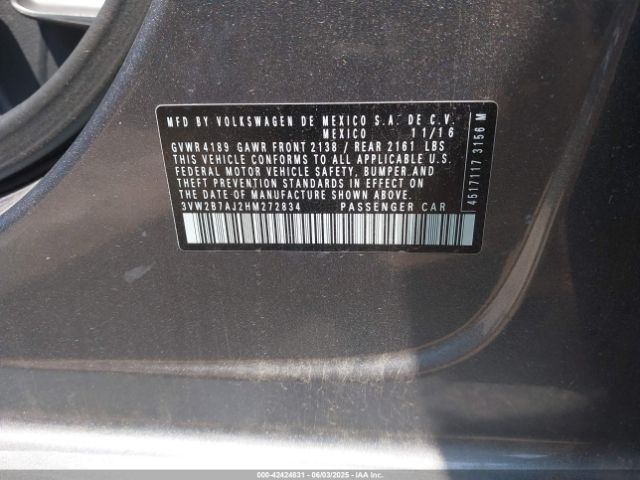 MFD BY VOLKSWAGEN DE MEXICO S.A. DE C.V.
MEXICO 11/16
GVWR 4189 GAWR FRONT 2138 / REAR 2161 LBS
THIS VEHICLE CONFORMS TO ALL APPLICABLE U.S.
FEDERAL MOTOR VEHICLE SAFETY, BUMPER, AND
THEFT PREVENTION STANDARDS IN EFFECT ON
THE DATE OF MANUFACTURE SHOWN ABOVE.
3VW2B7AJ2HM272834 PASSENGER CAR
4517117 3156 M
000-42424631 06/03/2025 IAA Inc.